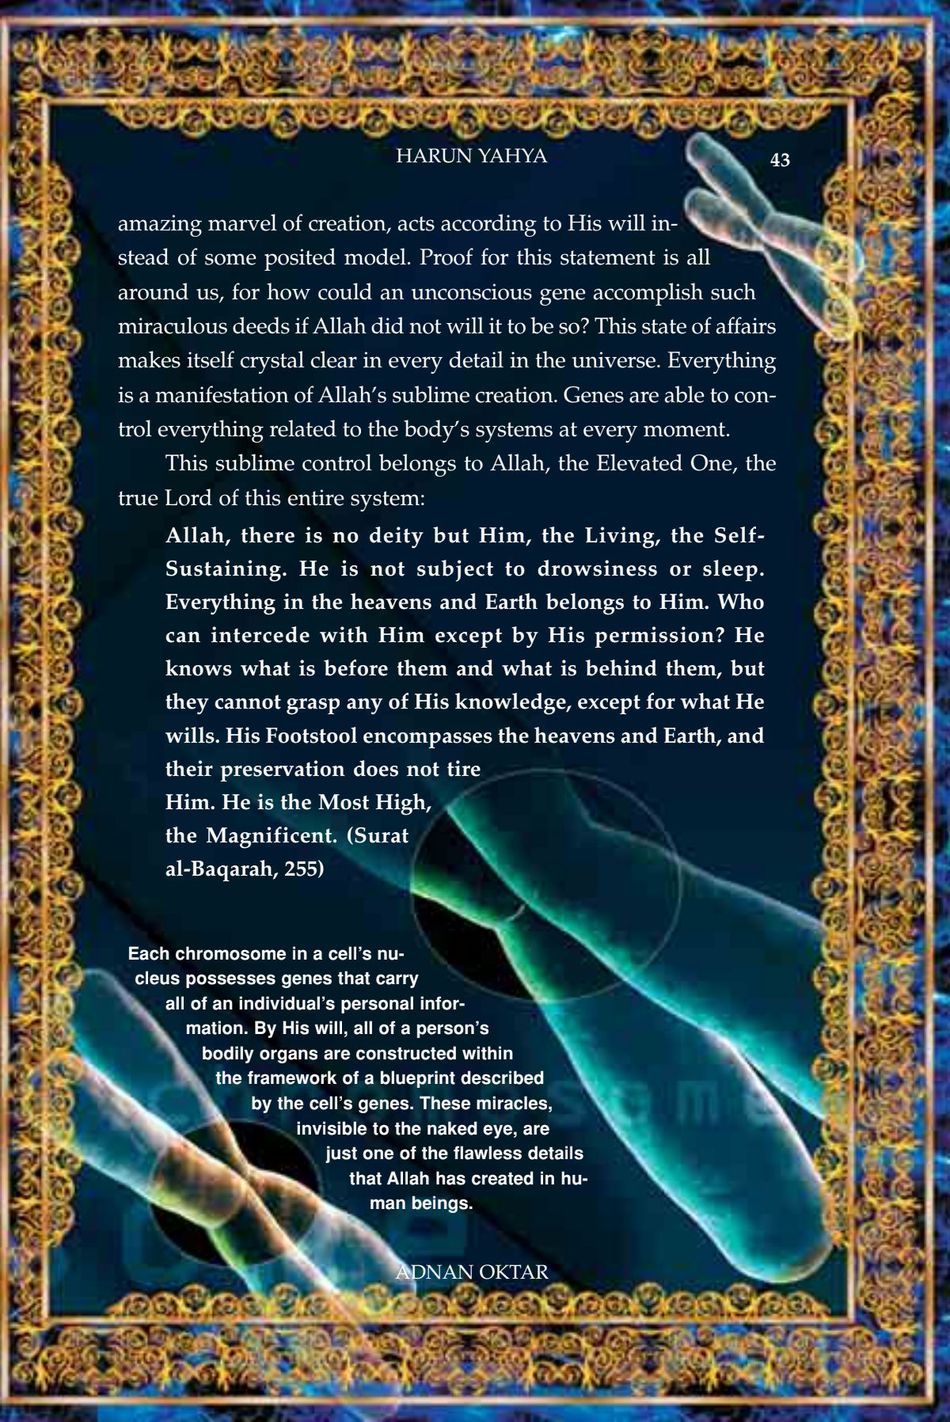 HARUN YAHYA
43
amazing marvel of creation, acts according to His will in-
stead of some posited model. Proof for this statement is all
around us, for how could an unconscious gene accomplish such
miraculous deeds if Allah did not will it to be so? This state of affairs
makes itself crystal clear in every detail in the universe. Everything
is a manifestation of Allah’s sublime creation. Genes are able to con-
trol everything related to the body’s systems at every moment.
This sublime control belongs to Allah, the Elevated One, the
true Lord of this entire system:
Allah, there is no deity but Him, the Living, the Self-
Sustaining. He is not subject to drowsiness or sleep.
Everything in the heavens and Earth belongs to Him. Who
can intercede with Him except by His permission? He
knows what is before them and what is behind them, but
they cannot grasp any of His knowledge, except for what He
wills. His Footstool encompasses the heavens and Earth, and
their preservation does not tire
Him. He is the Most High,
the Magnificent. (Surat
al-Baqarah, 255)
Each chromosome in a cell’s nu-
cleus possesses genes that carry
all of an individual’s personal infor-
mation. By His will, all of a person’s
bodily organs are constructed within
the framework of a blueprint described
by the cell’s genes. These miracles,
invisible to the naked eye, are
just one of the flawless details
that Allah has created in hu-
man beings.
ADNAN OKTAR